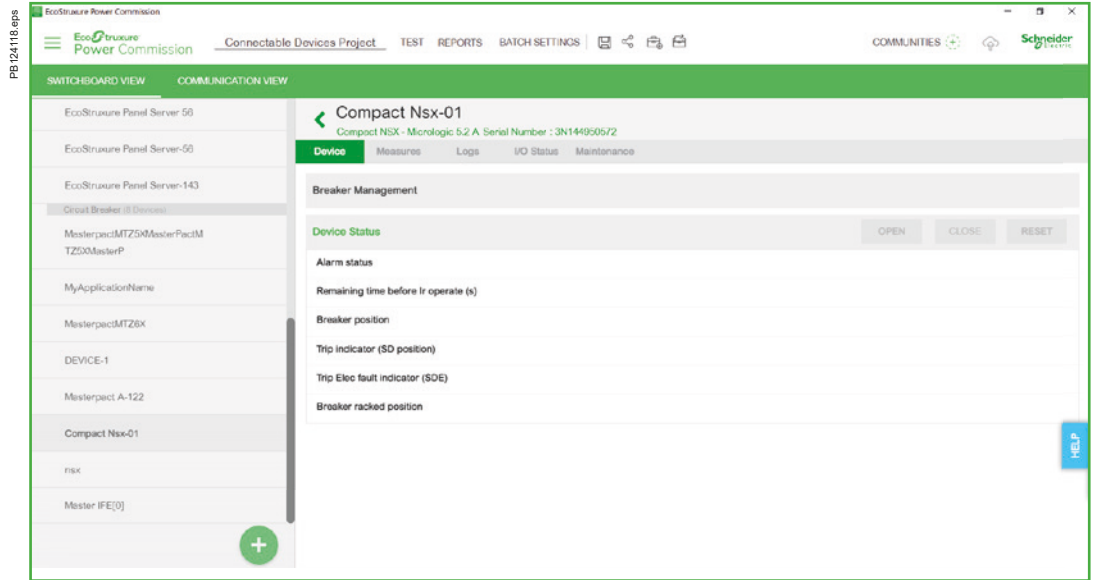 PB124118.eps
EcoStruxure Power Commission
EcoStruxure
Power Commission
Connectable Devices Project TEST REPORTS BATCH SETTINGS COMMUNITIES
Schneider
Electric
SWITCHBOARD VIEW COMMUNICATION VIEW
EcoStruxure Panel Server 56
EcoStruxure Panel Server-56
EcoStruxure Panel Server-143
Circuit Breaker (8 Devices)
MasterpactMTZ5XMasterPactM
TZ5XMasterP
MyApplicationName
MasterpactMTZ6X
DEVICE-1
Masterpact A-122
Compact Nsx-01
nsx
Master IFE[0]
Compact Nsx-01
Compact NSX - Micrologic 5.2 A Serial Number : 3N144950572
Device Measures Logs I/O Status Maintenance
Breaker Management
Device Status OPEN CLOSE RESET
Alarm status
Remaining time before Ir operate (s)
Breaker position
Trip indicator (SD position)
Trip Elec fault indicator (SDE)
Breaker racked position
HELP